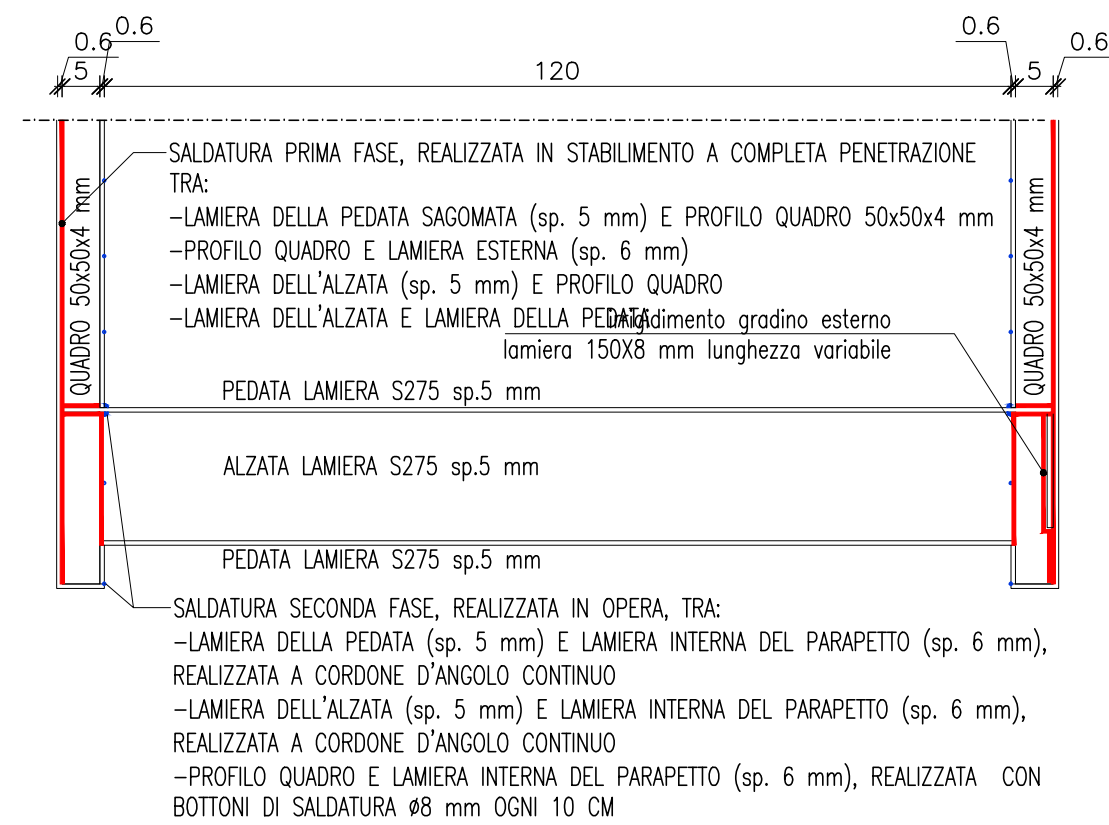 0.6
0.6
5
120
0.6
5
0.6
SALDATURA PRIMA FASE, REALIZZATA IN STABILIMENTO A COMPLETA PENETRAZIONE
TRA:
-LAMIERA DELLA PEDATA SAGOMATA (sp. 5 mm) E PROFILO QUADRO 50x50x4 mm
-PROFILO QUADRO E LAMIERA ESTERNA (sp. 6 mm)
-LAMIERA DELL'ALZATA (sp. 5 mm) E PROFILO QUADRO
-LAMIERA DELL'ALZATA E LAMIERA DELLA PEDATA
QUADRO 50x50x4 mm
QUADRO 50x50x4 mm
gradino esterno
lamiera 150X8 mm lunghezza variabile
PEDATA LAMIERA S275 sp.5 mm
ALZATA LAMIERA S275 sp.5 mm
PEDATA LAMIERA S275 sp.5 mm
SALDATURA SECONDA FASE, REALIZZATA IN OPERA, TRA:
-LAMIERA DELLA PEDATA (sp. 5 mm) E LAMIERA INTERNA DEL PARAPETTO (sp. 6 mm),
REALIZZATA A CORDONE D'ANGOLO CONTINUO
-LAMIERA DELL'ALZATA (sp. 5 mm) E LAMIERA INTERNA DEL PARAPETTO (sp. 6 mm),
REALIZZATA A CORDONE D'ANGOLO CONTINUO
-PROFILO QUADRO E LAMIERA INTERNA DEL PARAPETTO (sp. 6 mm), REALIZZATA CON
BOTTONI DI SALDATURA ø8 mm OGNI 10 CM